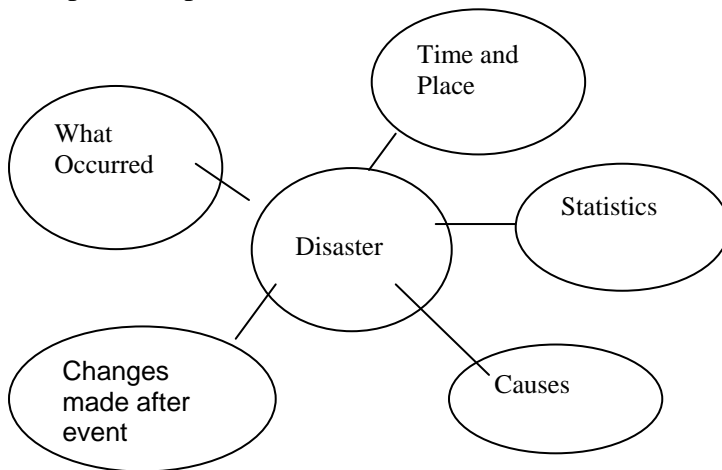 Time and
Place
What
Occurred
Statistics
Disaster
Changes
made after
event
Causes